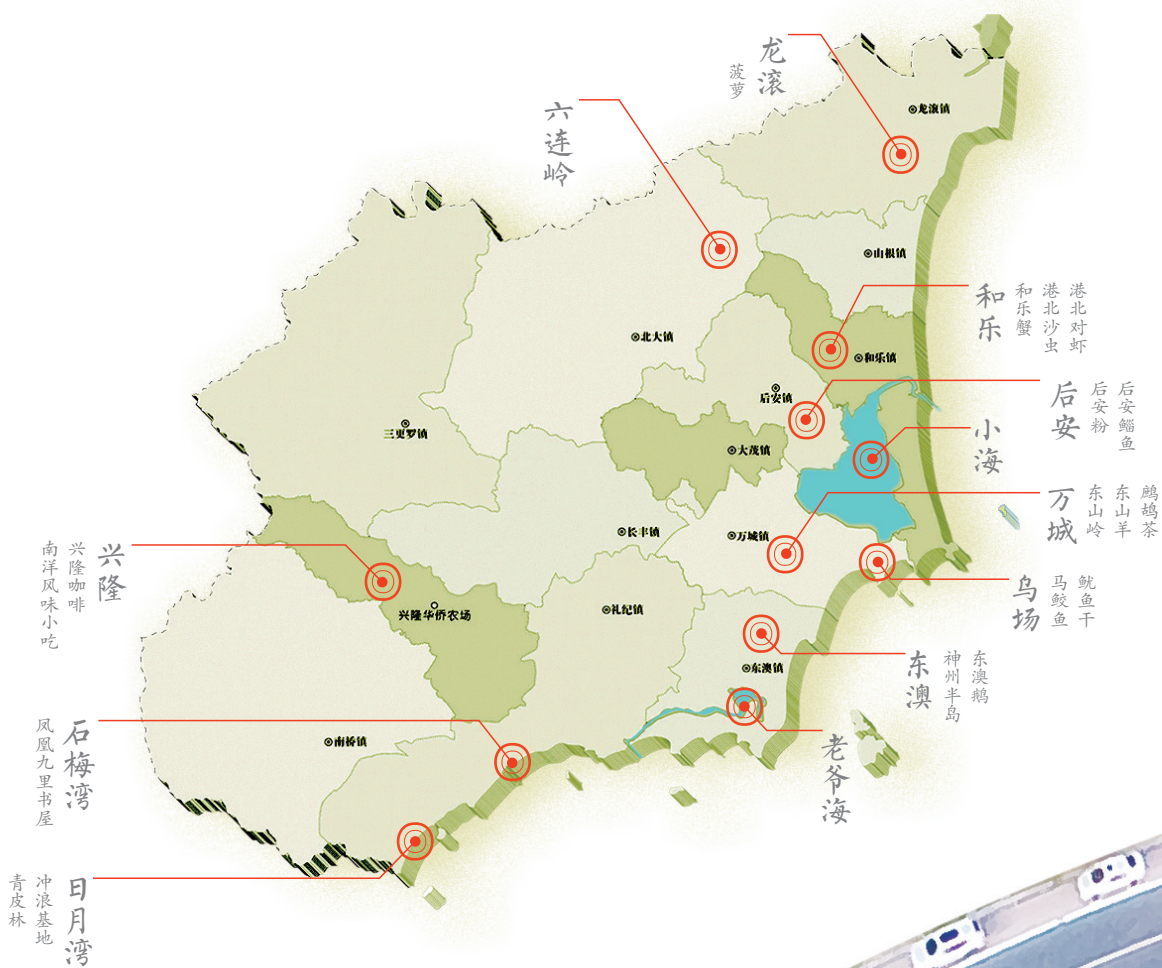 龙滚
菠萝
六连岭
龙滚镇
山根镇
和乐
和乐蟹
港北沙虫
港北对虾
北大镇
和乐镇
后安镇
后安
后安粉
后安鲻鱼
三更罗镇
大茂镇
小海
万城
东山岭
东山羊
鹧鸪茶
长丰镇
万城镇
兴隆
兴隆咖啡
南洋风味小吃
兴隆华侨农场
礼纪镇
乌场
马鲛鱼
鱿鱼干
东澳镇
东澳
神州半岛
东澳鹅
石梅湾
凤凰九里书屋
南桥镇
老爷海
日月湾
冲浪基地
青皮林